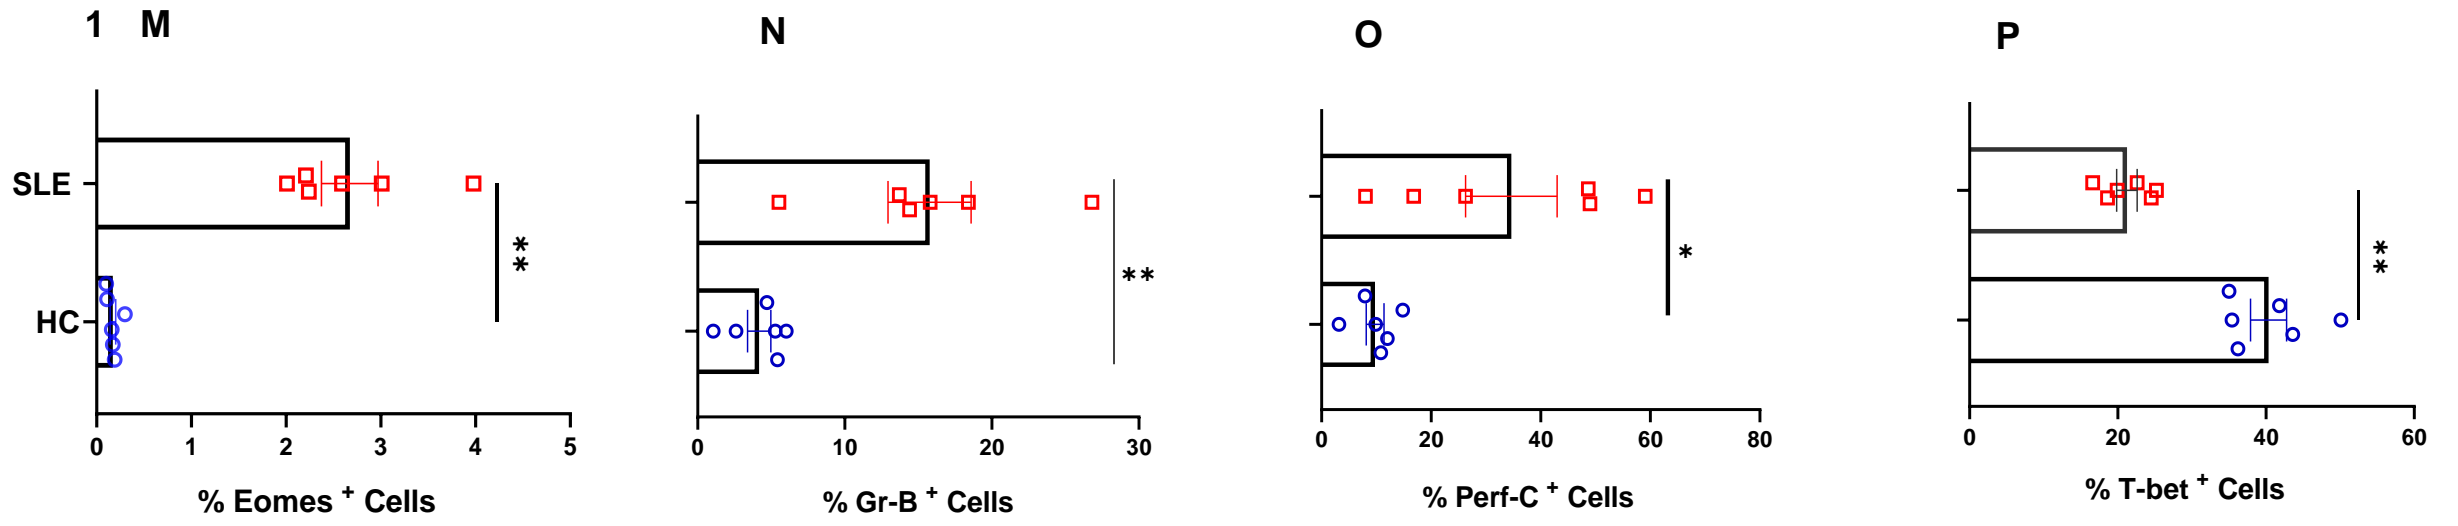 1 M
N
O
P
SLE
HC
**
0 1 2 3 4 5
% Eomes + Cells
**
0 10 20 30
% Gr-B + Cells
*
0 20 40 60 80
% Perf-C + Cells
**
0 20 40 60
% T-bet + Cells